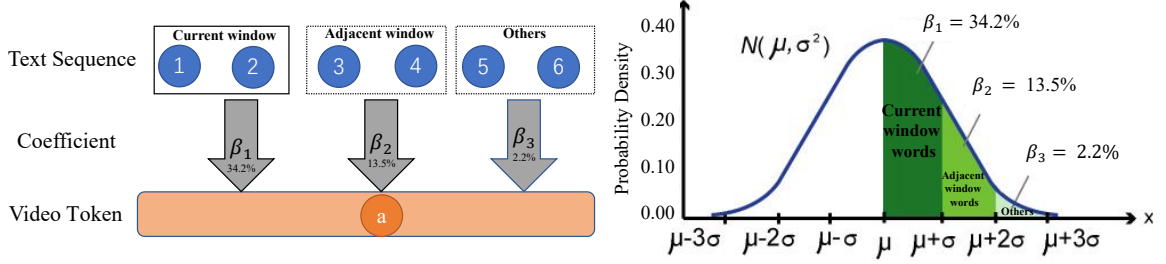 Text Sequence
Current window
1 2
Adjacent window
3 4
Others
5 6
Coefficient
β₁
34.2%
β₂
13.5%
β₃
2.2%
Video Token
a
Probability Density
0.40
0.30
0.20
0.10
0.00
N(μ,σ²)
β₁ = 34.2%
β₂ = 13.5%
β₃ = 2.2%
Current
window
words
Adjacent
window
words
Others
x
μ-3σ μ-2σ μ-σ μ μ+σ μ+2σ μ+3σ